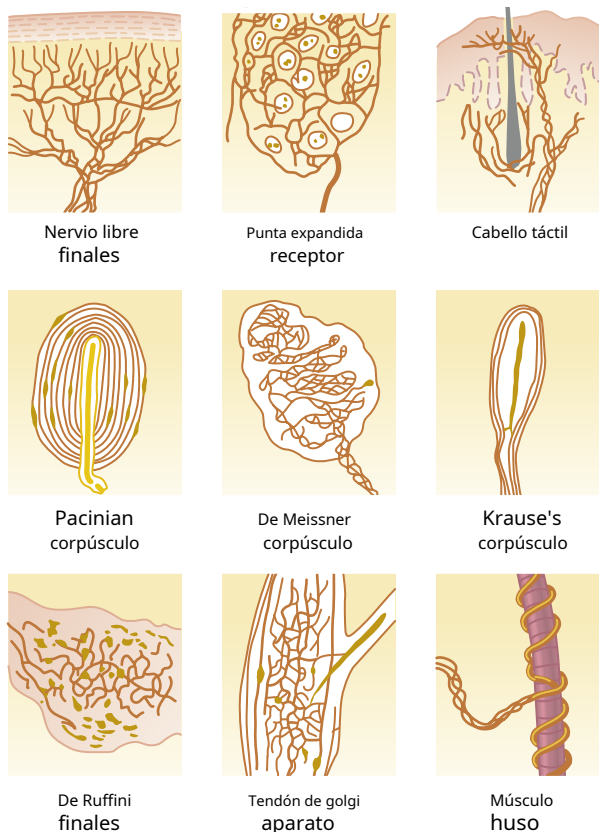 Nervio libre
finales
Punta expandida
receptor
Cabello táctil
Pacinian
corpúsculo
De Meissner
corpúsculo
Krause's
corpúsculo
De Ruffini
finales
Tendón de golgi
aparato
Músculo
huso